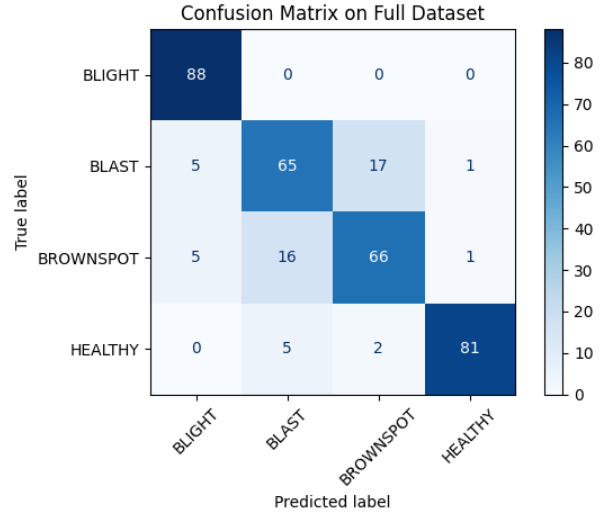 Confusion Matrix on Full Dataset
True label
BLIGHT 88 0 0 0
BLAST 5 65 17 1
BROWNSPOT 5 16 66 1
HEALTHY 0 5 2 81
BLIGHT BLAST BROWNSPOT HEALTHY
Predicted label
80
70
60
50
40
30
20
10
0